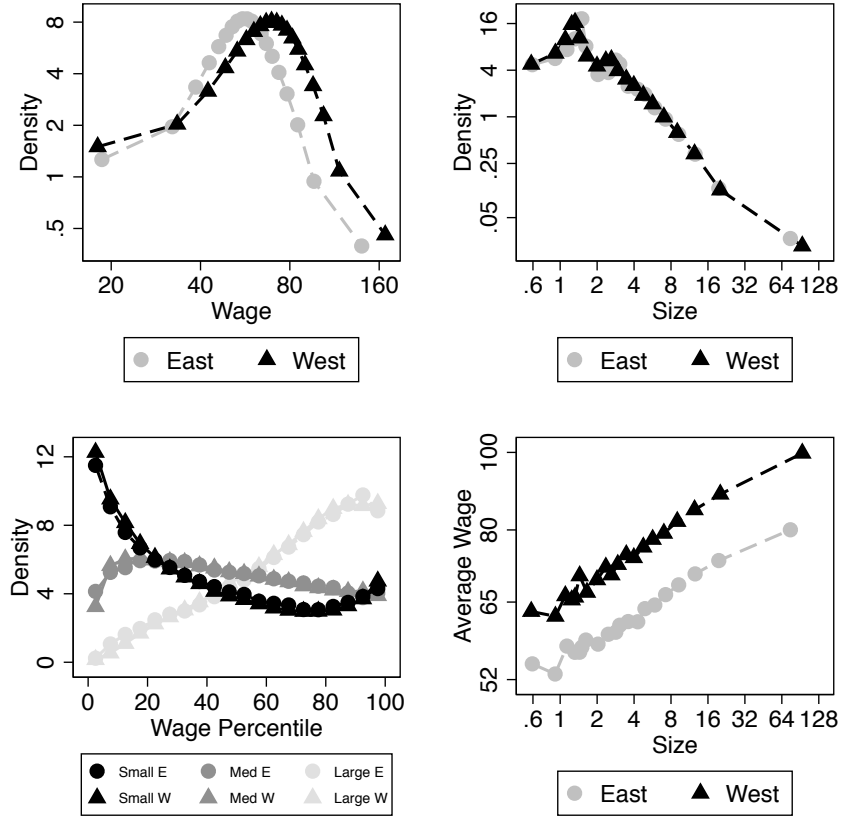 Density
8
4
2
1
.5
20 40 80 160
Wage
East West
Density
16
4
1
.25
.05
.6 1 2 4 8 16 32 64 128
Size
East West
Density
12
8
4
0
0 20 40 60 80 100
Wage Percentile
Small E Med E Large E
Small W Med W Large W
Average Wage
100
80
65
52
.6 1 2 4 8 16 32 64 128
Size
East West